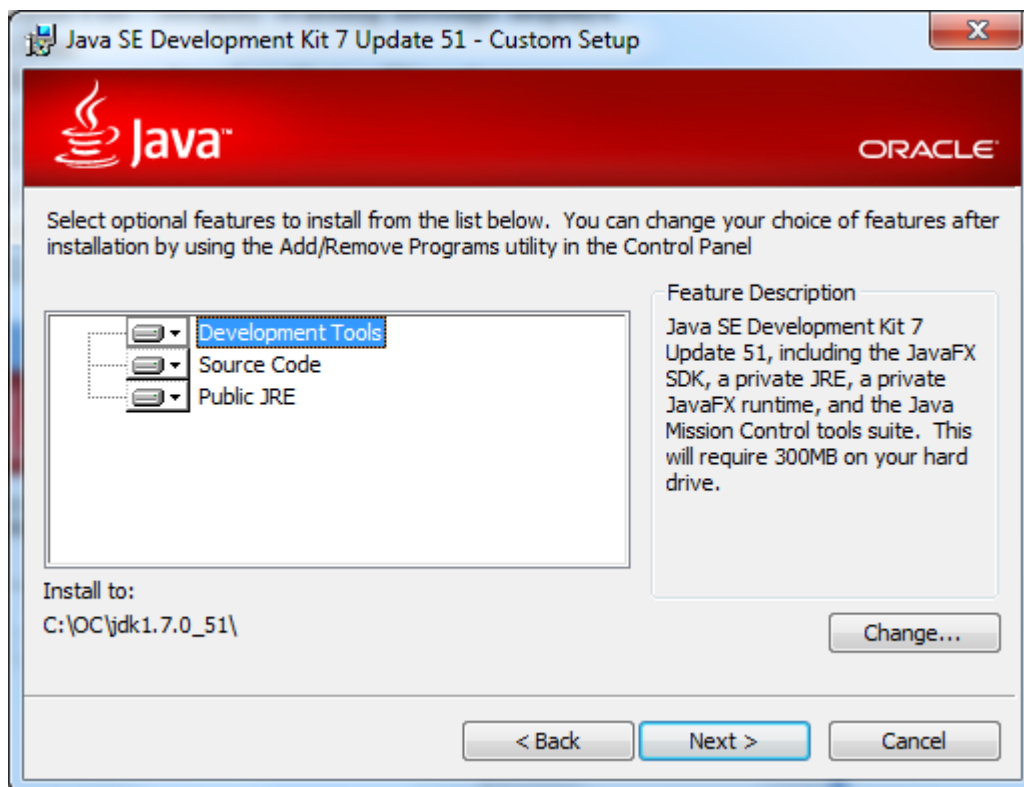 Java SE Development Kit 7 Update 51 - Custom Setup
Java™
ORACLE
Select optional features to install from the list below.  You can change your choice of features after
installation by using the Add/Remove Programs utility in the Control Panel
Development Tools
Source Code
Public JRE
Feature Description
Java SE Development Kit 7
Update 51, including the JavaFX
SDK, a private JRE, a private
JavaFX runtime, and the Java
Mission Control tools suite.  This
will require 300MB on your hard
drive.
Install to:
C:\OC\jdk1.7.0_51\
Change...
< Back
Next >
Cancel